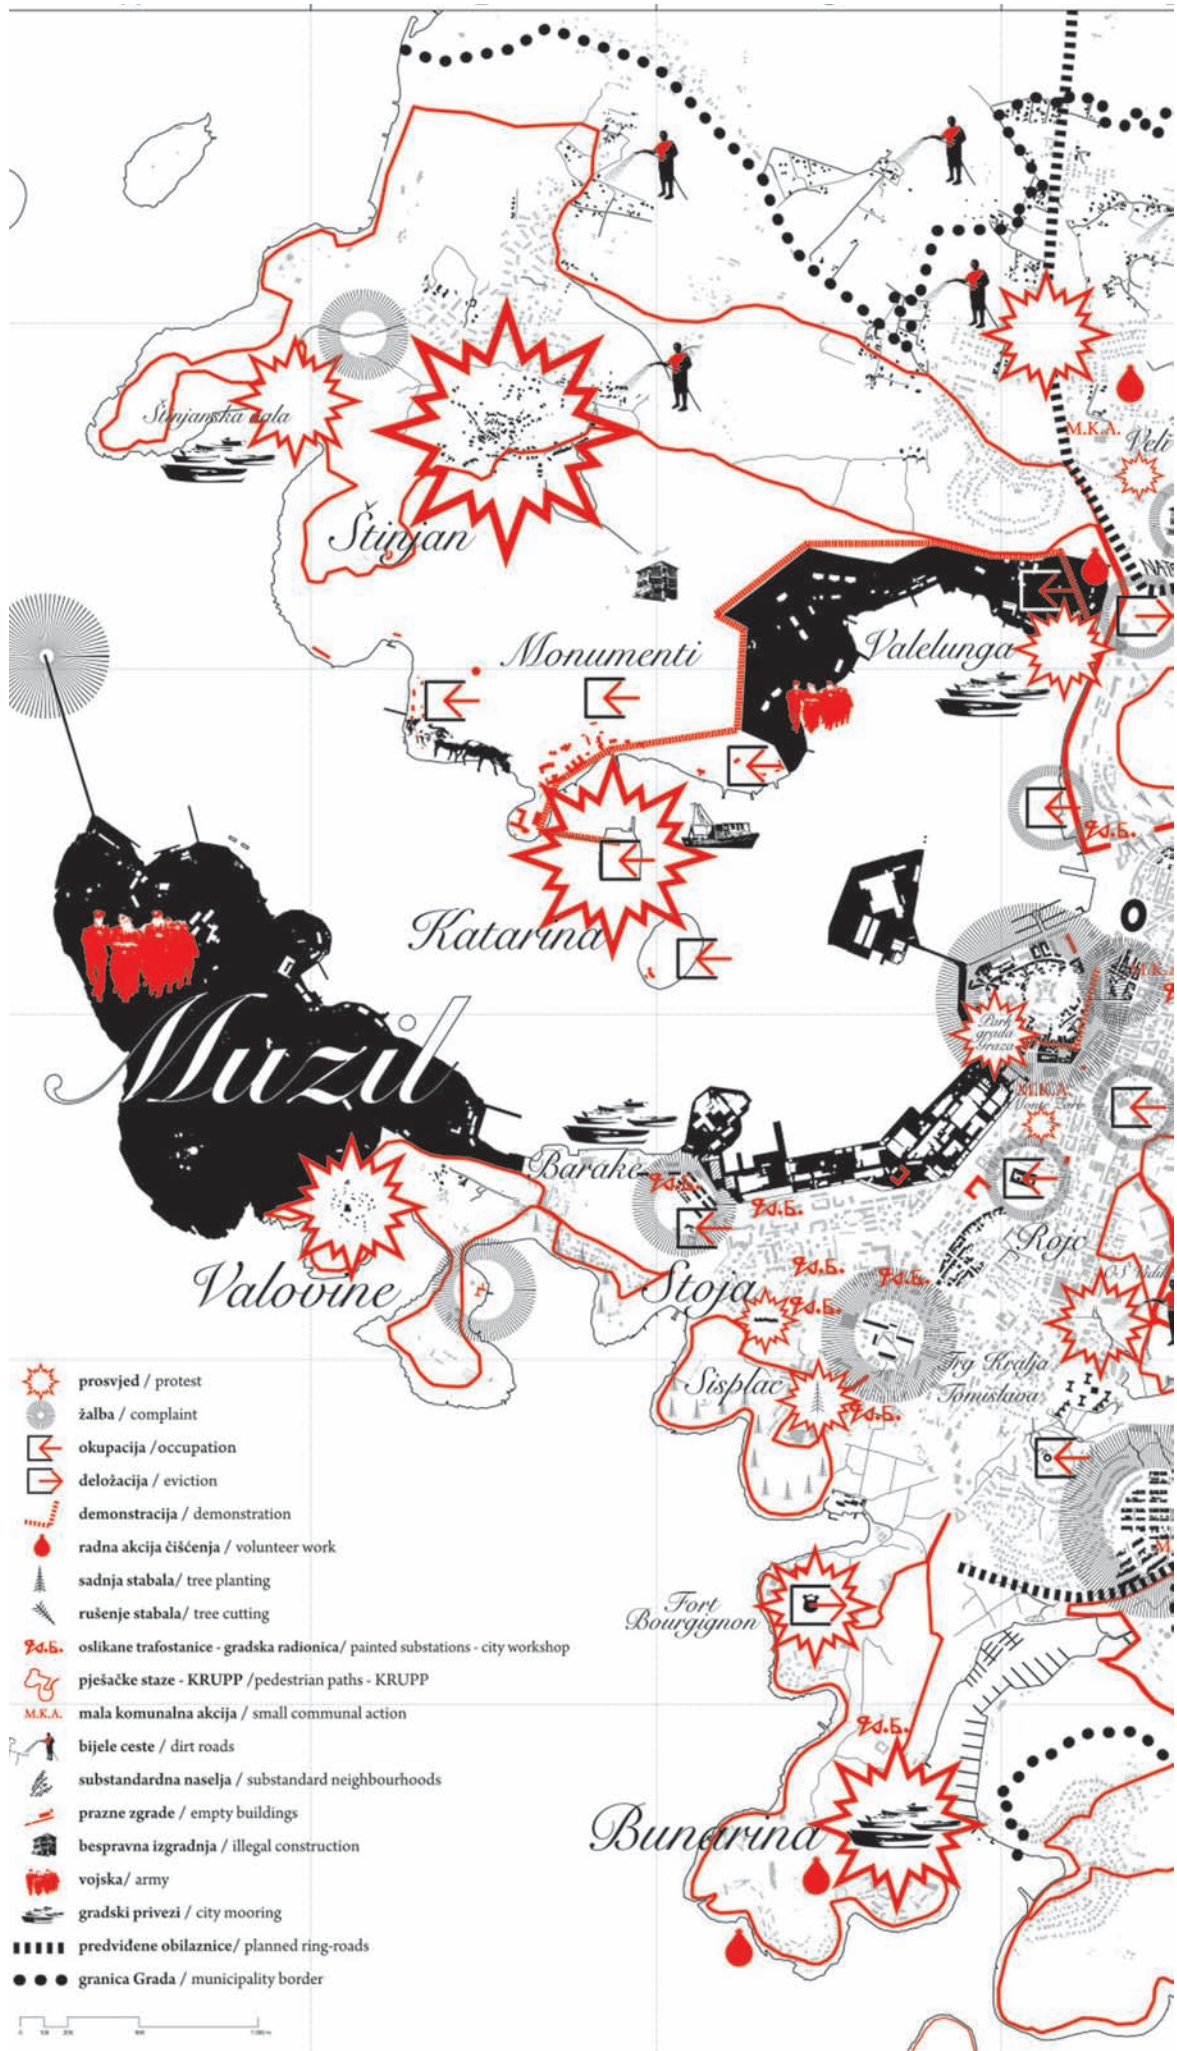 Štinjanska vala
M.K.A.
Štinjan
Monumenti
Valelunga
Katarina
Muzil
Park
grada
Graza
M.K.A.
Barake
Rojc
Valovine
Stoja
Trg Kralja
Tomislava
Sisplac
Fort
Bourgignon
Bunarina
prosvjed / protest
žalba / complaint
okupacija /occupation
deložacija / eviction
demonstracija / demonstration
radna akcija čišćenja / volunteer work
sadnja stabala/ tree planting
rušenje stabala/ tree cutting
oslikane trafostanice - gradska radionica/ painted substations - city workshop
pješačke staze - KRUPP /pedestrian paths - KRUPP
M.K.A. mala komunalna akcija / small communal action
bijele ceste / dirt roads
substandardna naselja / substandard neighbourhoods
prazne zgrade / empty buildings
bespravna izgradnja / illegal construction
vojska/ army
gradski privezi / city mooring
predviđene obilaznice/ planned ring-roads
granica Grada / municipality border